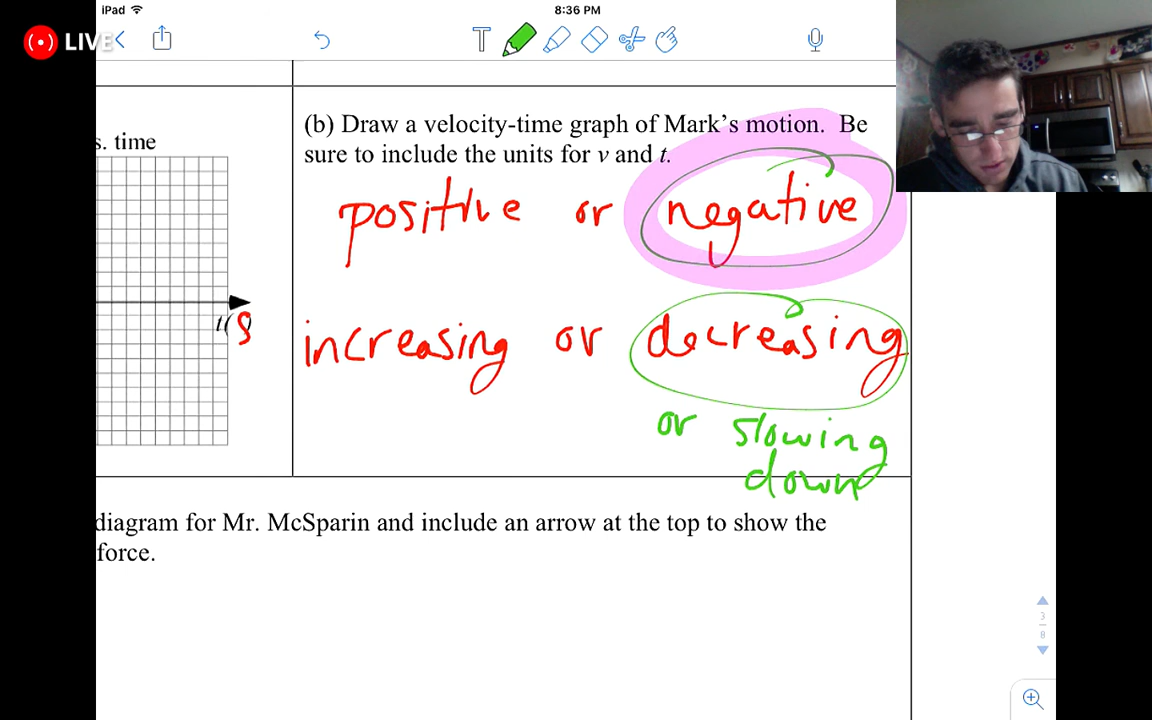 iPad
8:36 PM
LIVE
s. time
(b) Draw a velocity-time graph of Mark's motion. Be
sure to include the units for v and t.
positive or negative
t(s)
increasing or decreasing
or slowing
down
diagram for Mr. McSparin and include an arrow at the top to show the
force.
3
8